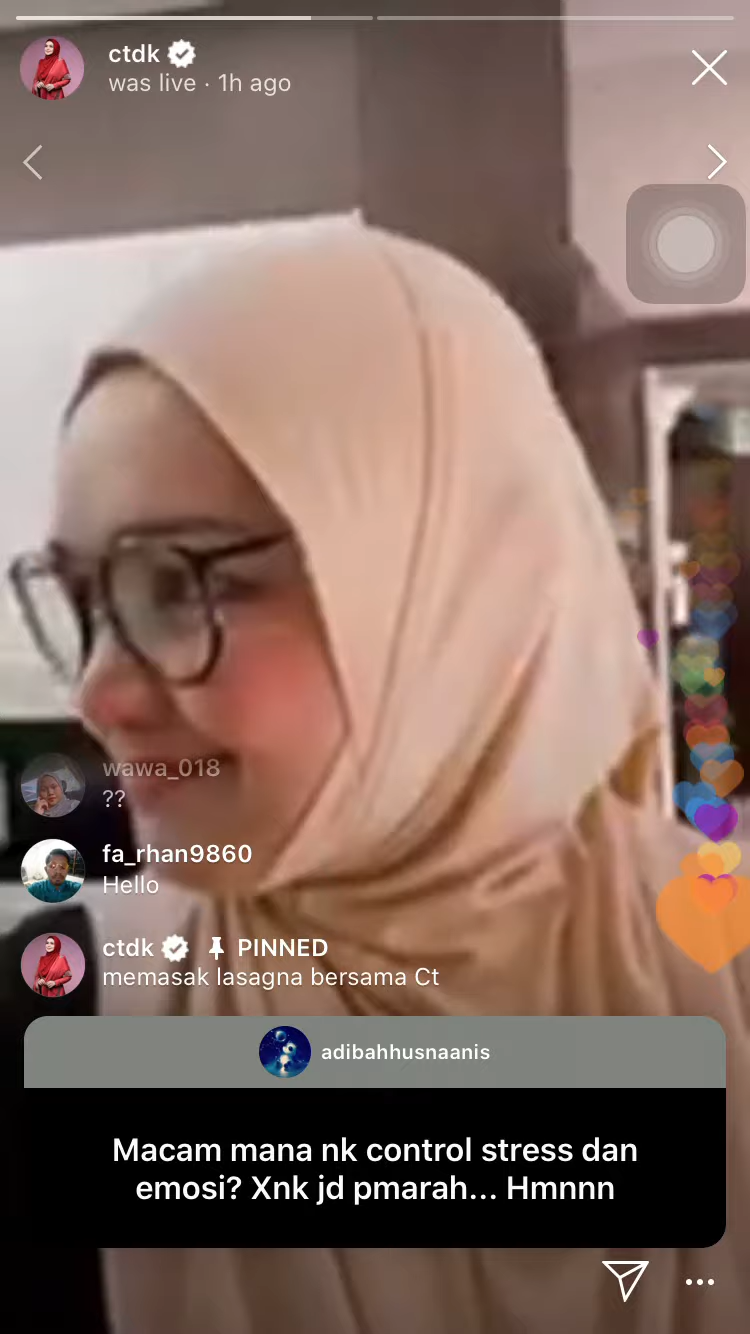 ctdk
was live · 1h ago
wawa_018
??
fa_rhan9860
Hello
ctdk PINNED
memasak lasagna bersama Ct
adibahhusnaanis
Macam mana nk control stress dan
emosi? Xnk jd pmarah... Hmnnn